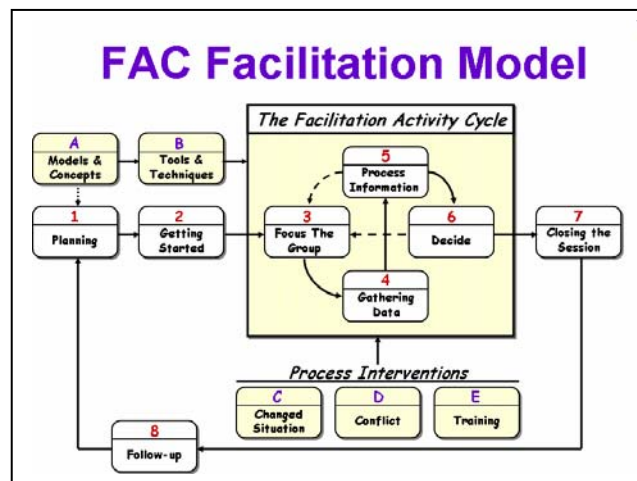 FAC Facilitation Model
The Facilitation Activity Cycle
A
Models &
Concepts
B
Tools &
Techniques
1
Planning
2
Getting
Started
3
Focus The
Group
4
Gathering
Data
5
Process
Information
6
Decide
7
Closing the
Session
Process Interventions
C
Changed
Situation
D
Conflict
E
Training
8
Follow-up